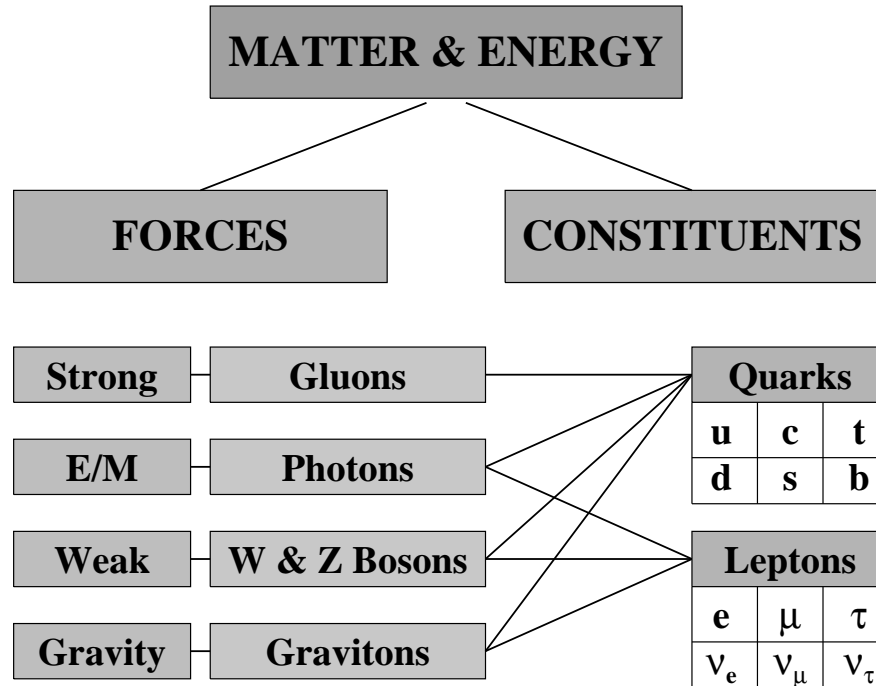 MATTER & ENERGY
FORCES
CONSTITUENTS
Strong
Gluons
Quarks
u c t
d s b
E/M
Photons
Weak
W & Z Bosons
Leptons
e μ τ
νe νμ ντ
Gravity
Gravitons